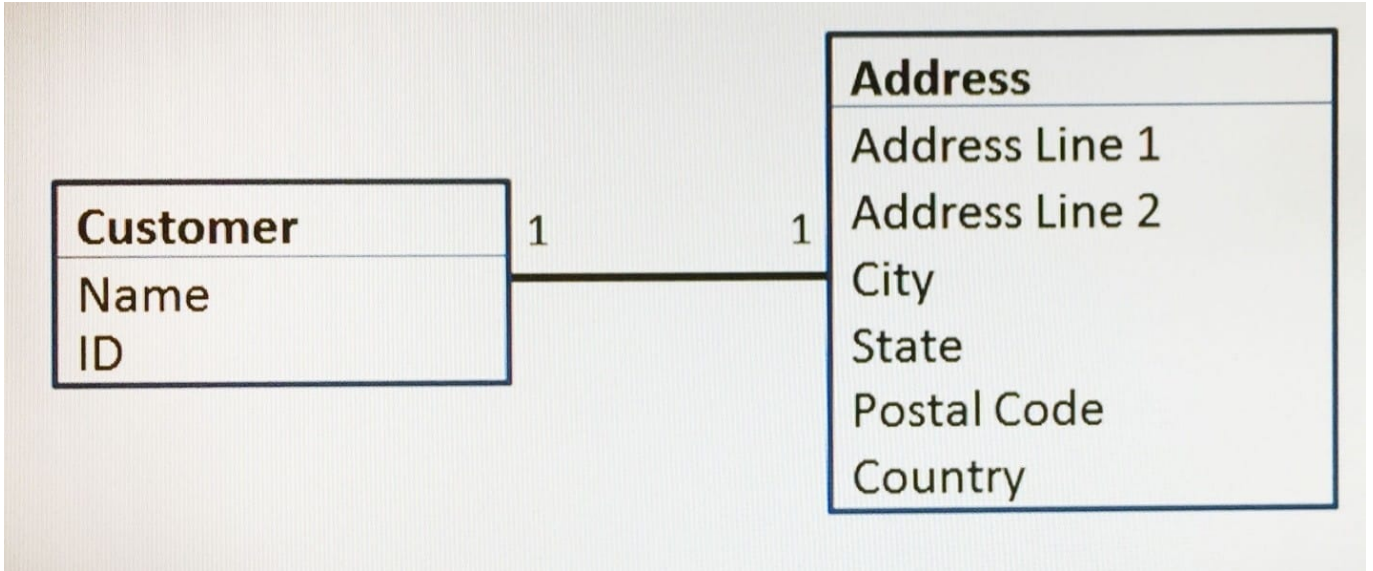 Customer
Name
ID
1
1
Address
Address Line 1
Address Line 2
City
State
Postal Code
Country